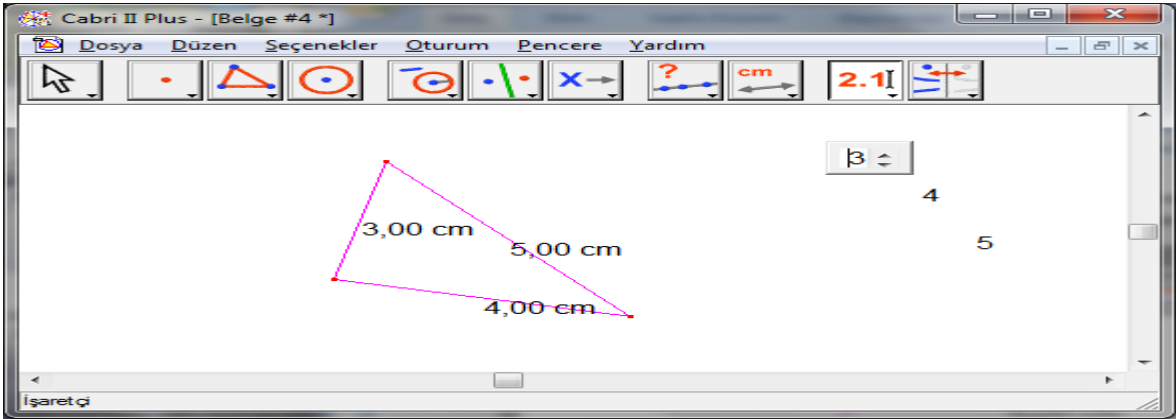 Cabri II Plus - [Belge #4 *]
Dosya Düzen Seçenekler Oturum Pencere Yardım
? cm 2.1
3
4
3,00 cm
5
5,00 cm
4,00 cm
İşaretçi